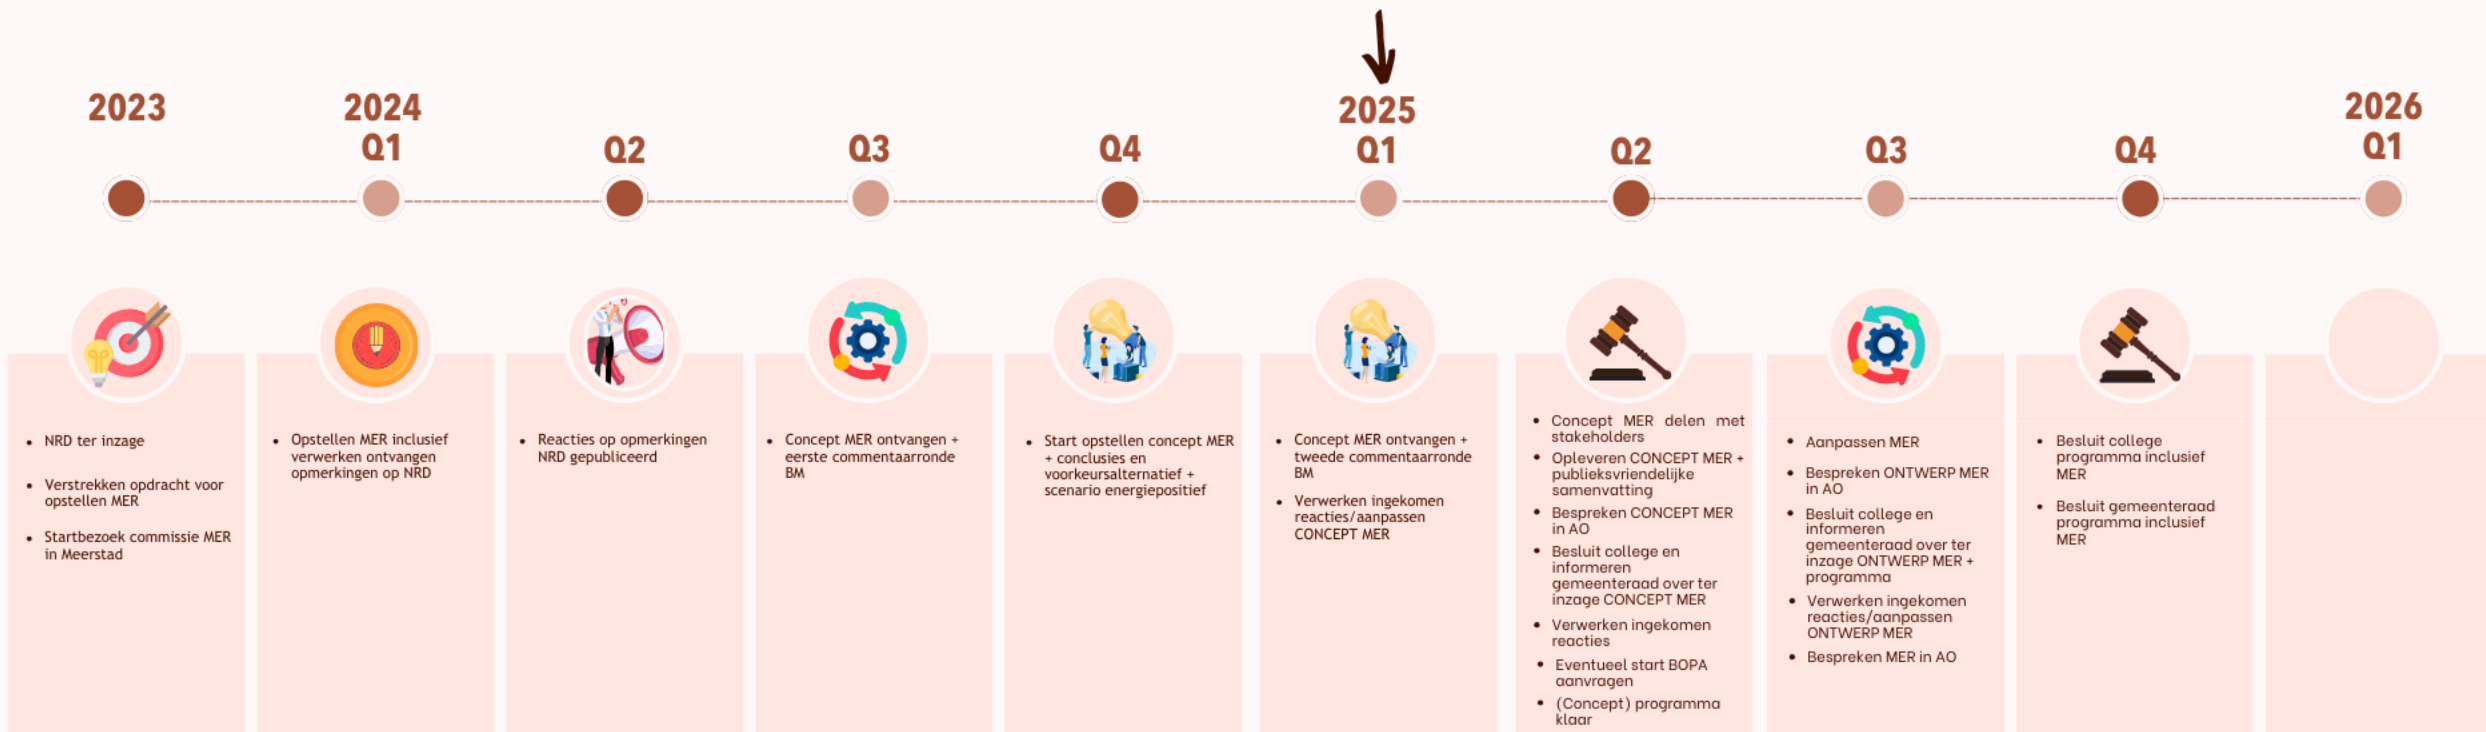 2023
2024
Q1
Q2
Q3
Q4
2025
Q1
Q2
Q3
Q4
2026
Q1
• NRD ter inzage
• Verstrekken opdracht voor
opstellen MER
• Startbezoek commissie MER
in Meerstad
• Opstellen MER inclusief
verwerken ontvangen
opmerkingen op NRD
• Reacties op opmerkingen
NRD gepubliceerd
• Concept MER ontvangen +
eerste commentaarronde
BM
• Start opstellen concept MER
+ conclusies en
voorkeursalternatief +
scenario energiepositief
• Concept MER ontvangen +
tweede commentaarronde
BM
• Verwerken ingekomen
reacties/aanpassen
CONCEPT MER
• Concept MER delen met
stakeholders
• Opleveren CONCEPT MER +
publieksvriendelijke
samenvatting
• Bespreken CONCEPT MER
in AO
• Besluit college en
informeren
gemeenteraad over ter
inzage CONCEPT MER
• Verwerken ingekomen
reacties
• Eventueel start BOPA
aanvragen
• (Concept) programma
klaar
• Aanpassen MER
• Bespreken ONTWERP MER
in AO
• Besluit college en
informeren
gemeenteraad over ter
inzage ONTWERP MER +
programma
• Verwerken ingekomen
reacties/aanpassen
ONTWERP MER
• Bespreken MER in AO
• Besluit college
programma inclusief
MER
• Besluit gemeenteraad
programma inclusief
MER